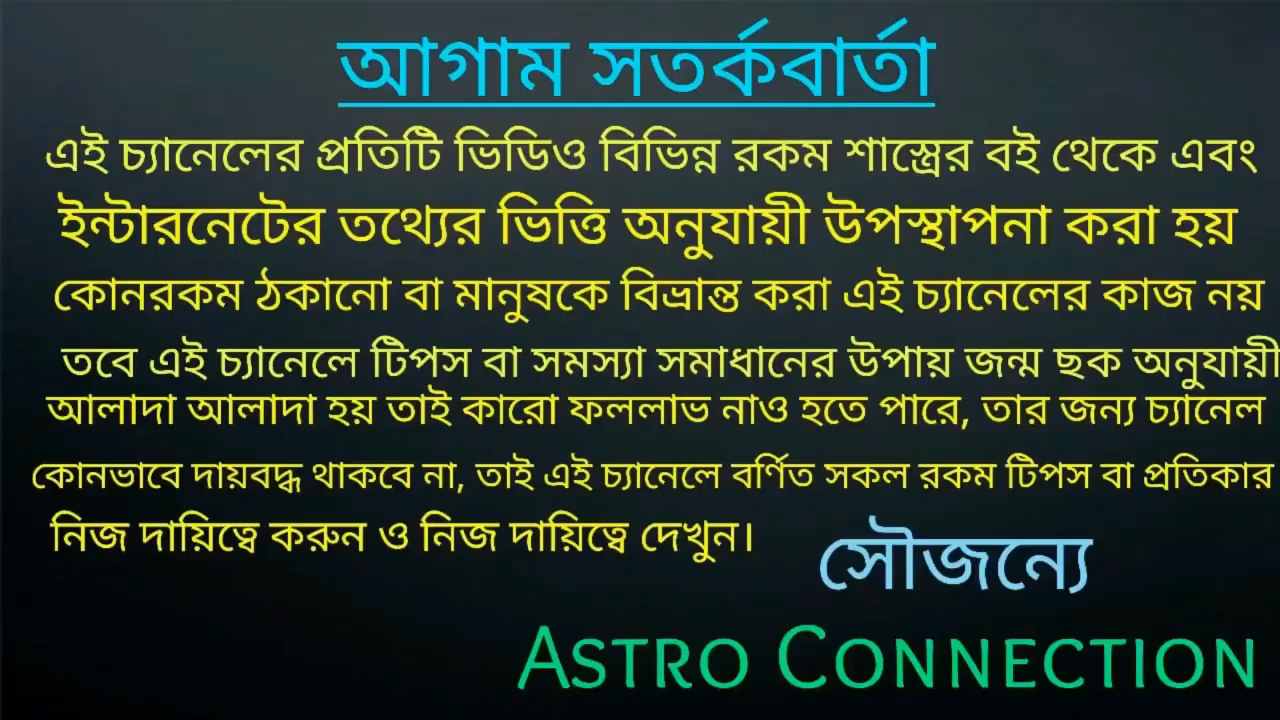 আগাম সতর্কবার্তা
এই চ্যানেলের প্রতিটি ভিডিও বিভিন্ন রকম শাস্ত্রের বই থেকে এবং
ইন্টারনেটের তথ্যের ভিত্তি অনুযায়ী উপস্থাপনা করা হয়
কোনরকম ঠকানো বা মানুষকে বিভ্রান্ত করা এই চ্যানেলের কাজ নয়
তবে এই চ্যানেলে টিপস বা সমস্যা সমাধানের উপায় জন্ম ছক অনুযায়ী
আলাদা আলাদা হয় তাই কারো ফললাভ নাও হতে পারে, তার জন্য চ্যানেল
কোনভাবে দায়বদ্ধ থাকবে না, তাই এই চ্যানেলে বর্ণিত সকল রকম টিপস বা প্রতিকার
নিজ দায়িত্বে করুন ও নিজ দায়িত্বে দেখুন।
সৌজন্যে
ASTRO CONNECTION